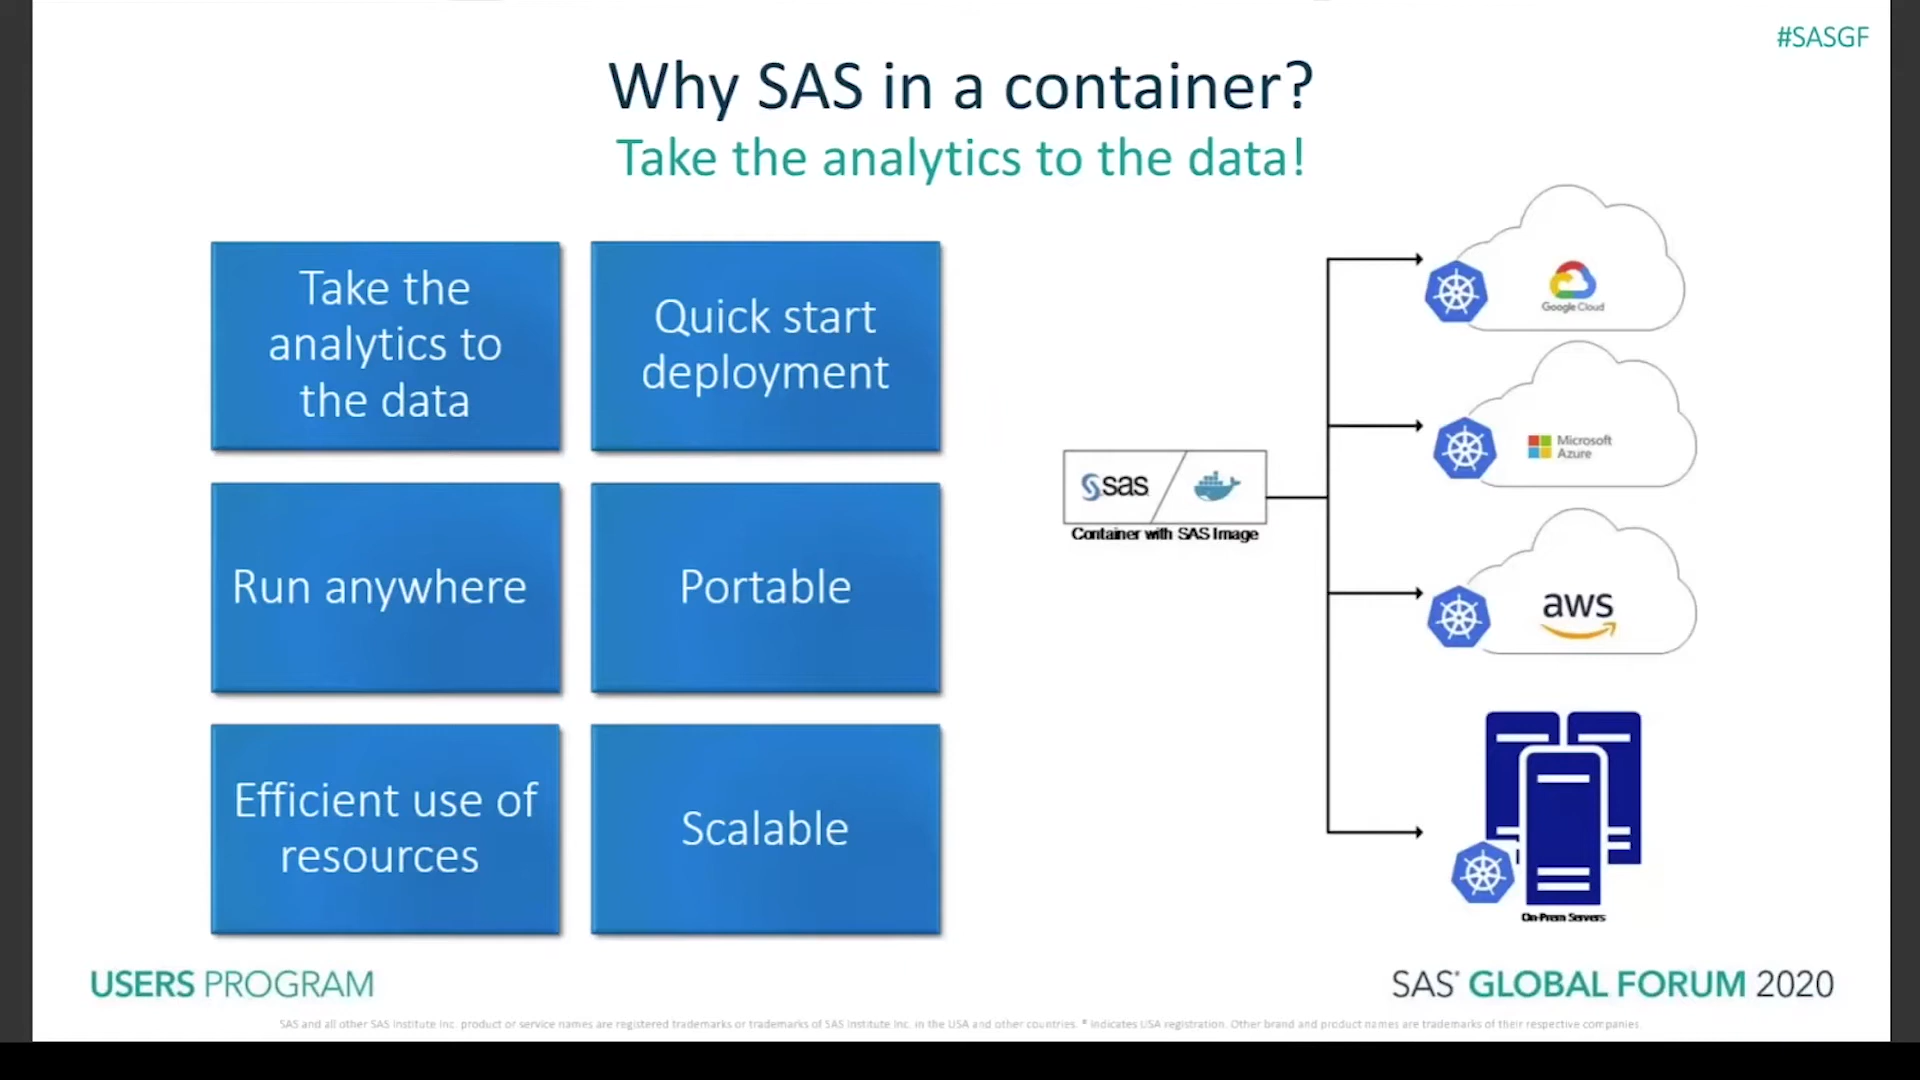 #SASGF
Why SAS in a container?
Take the analytics to the data!
Take the
analytics to
the data
Quick start
deployment
Run anywhere
Portable
Efficient use of
resources
Scalable
sas
Container with SAS Image
Google Cloud
Microsoft
Azure
aws
On-Prem Servers
USERS PROGRAM
SAS® GLOBAL FORUM 2020
SAS and all other SAS Institute Inc. product or service names are registered trademarks or trademarks of SAS Institute Inc. in the USA and other countries. ® indicates USA registration. Other brand and product names are trademarks of their respective companies.